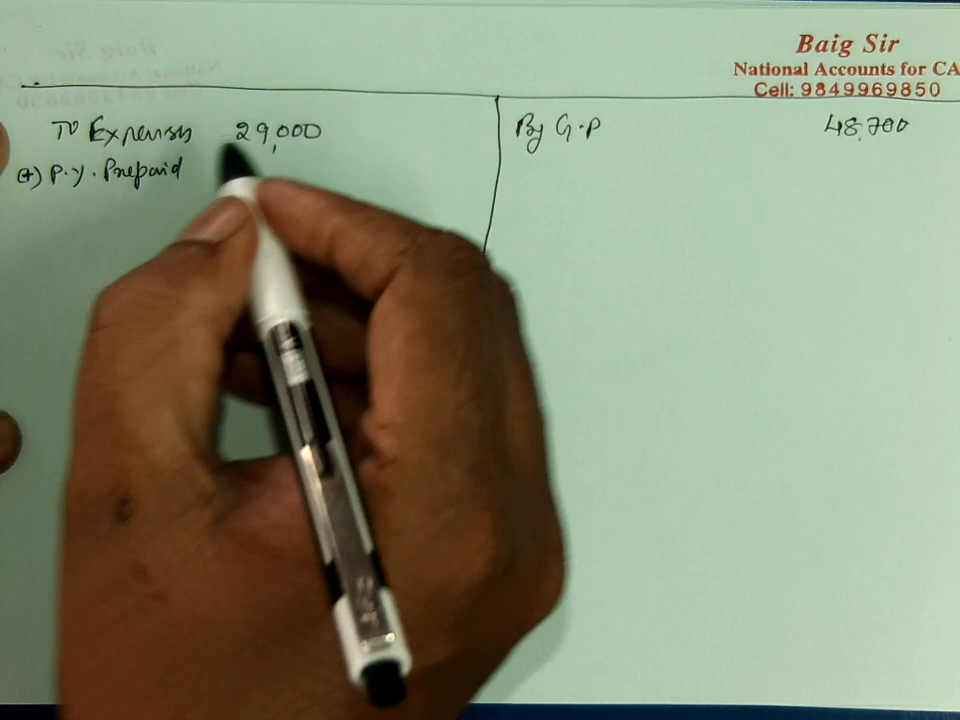 Baig Sir
National Accounts for CA
Cell: 9849969850
To Expenses 29,000
By G.P 48,700
(+) P.Y. Prepaid